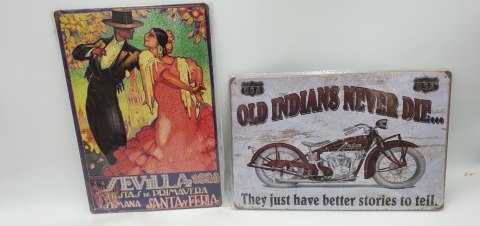 SEVILLA 1928
FIESTAS DE PRIMAVERA
SEMANA SANTA Y FERIA
OLD INDIANS NEVER DIE...
Indian
They just have better stories to tell.